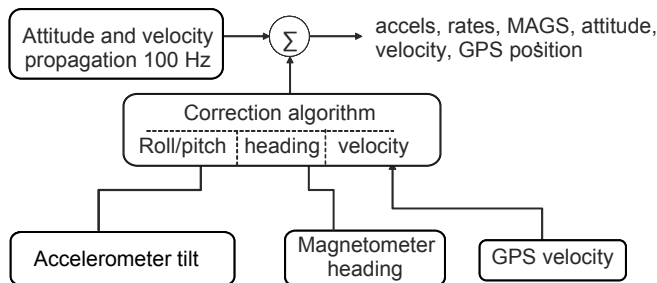 Attitude and velocity
propagation 100 Hz
∑
accels, rates, MAGS, attitude,
velocity, GPS position
Correction algorithm
Roll/pitch heading velocity
Accelerometer tilt
Magnetometer
heading
GPS velocity